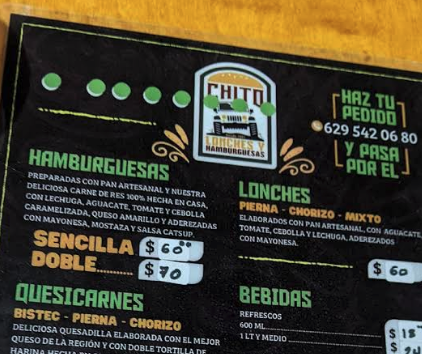 CHITO
LONCHES Y
HAMBURGUESAS
HAZ TU
PEDIDO
629 542 06 80
Y PASA
POR EL
HAMBURGUESAS
PREPARADAS CON PAN ARTESANAL Y NUESTRA
DELICIOSA CARNE DE RES 100% HECHA EN CASA,
CON LECHUGA, AGUACATE, TOMATE Y CEBOLLA
CARAMELIZADA, QUESO AMARILLO Y ADEREZADAS
CON MAYONESA, MOSTAZA Y SALSA CATSUP.
SENCILLA $ 60°°
DOBLE............ $ 70
QUESICARNES
BISTEC - PIERNA - CHORIZO
DELICIOSA QUESADILLA ELABORADA CON EL MEJOR
QUESO DE LA REGIÓN Y CON DOBLE TORTILLA DE
HARINA HECHA EN
LONCHES
PIERNA - CHORIZO - MIXTO
ELABORADOS CON PAN ARTESANAL, CON AGUACATE,
TOMATE, CEBOLLA Y LECHUGA, ADEREZADOS
CON MAYONESA.
$ 60
BEBIDAS
REFRESCOS
600 ML $ 18
1 LT Y MEDIO $